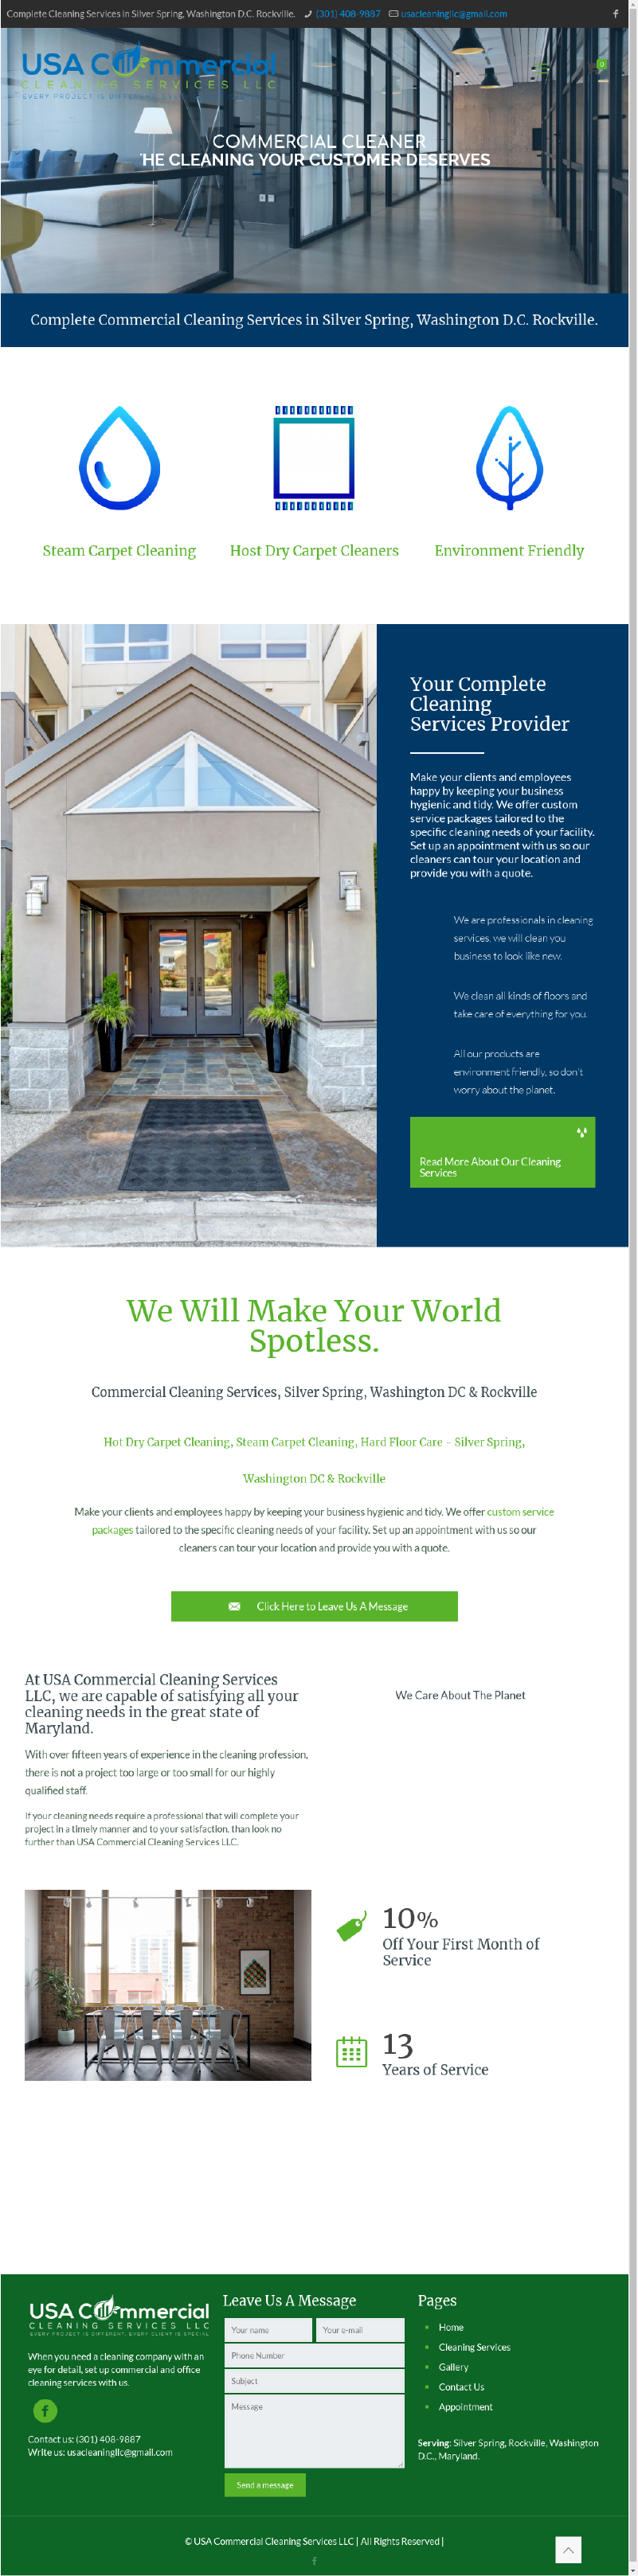 Complete Cleaning Services in Silver Spring, Washington D.C. Rockville. (301) 408-9887 usacleaningllc@gmail.com
USA Commercial
CLEANING SERVICES LLC
EVERY PROJECT IS DIFFERENT, EVERY CLIENT IS SPECIAL
0
COMMERCIAL CLEANER
HE CLEANING YOUR CUSTOMER DESERVES
Complete Commercial Cleaning Services in Silver Spring, Washington D.C. Rockville.
Steam Carpet Cleaning
Host Dry Carpet Cleaners
Environment Friendly
Your Complete
Cleaning
Services Provider
Make your clients and employees
happy by keeping your business
hygienic and tidy. We offer custom
service packages tailored to the
specific cleaning needs of your facility.
Set up an appointment with us so our
cleaners can tour your location and
provide you with a quote.
We are professionals in cleaning
services, we will clean you
business to look like new.
We clean all kinds of floors and
take care of everything for you.
All our products are
environment friendly, so don't
worry about the planet.
Read More About Our Cleaning
Services
We Will Make Your World
Spotless.
Commercial Cleaning Services, Silver Spring, Washington DC & Rockville
Hot Dry Carpet Cleaning, Steam Carpet Cleaning, Hard Floor Care – Silver Spring,
Washington DC & Rockville
Make your clients and employees happy by keeping your business hygienic and tidy. We offer custom service
packages tailored to the specific cleaning needs of your facility. Set up an appointment with us so our
cleaners can tour your location and provide you with a quote.
Click Here to Leave Us A Message
At USA Commercial Cleaning Services
LLC, we are capable of satisfying all your
cleaning needs in the great state of
Maryland.
With over fifteen years of experience in the cleaning profession,
there is not a project too large or too small for our highly
qualified staff.
If your cleaning needs require a professional that will complete your
project in a timely manner and to your satisfaction, than look no
further than USA Commercial Cleaning Services LLC.
We Care About The Planet
10%
Off Your First Month of
Service
13
Years of Service
USA Commercial
CLEANING SERVICES LLC
EVERY PROJECT IS DIFFERENT, EVERY CLIENT IS SPECIAL
When you need a cleaning company with an
eye for detail, set up commercial and office
cleaning services with us.
Contact us: (301) 408-9887
Write us: usacleaningllc@gmail.com
Leave Us A Message
Your name
Your e-mail
Phone Number
Subject
Message
Send a message
Pages
Home
Cleaning Services
Gallery
Contact Us
Appointment
Serving: Silver Spring, Rockville, Washington
D.C., Maryland.
© USA Commercial Cleaning Services LLC | All Rights Reserved |